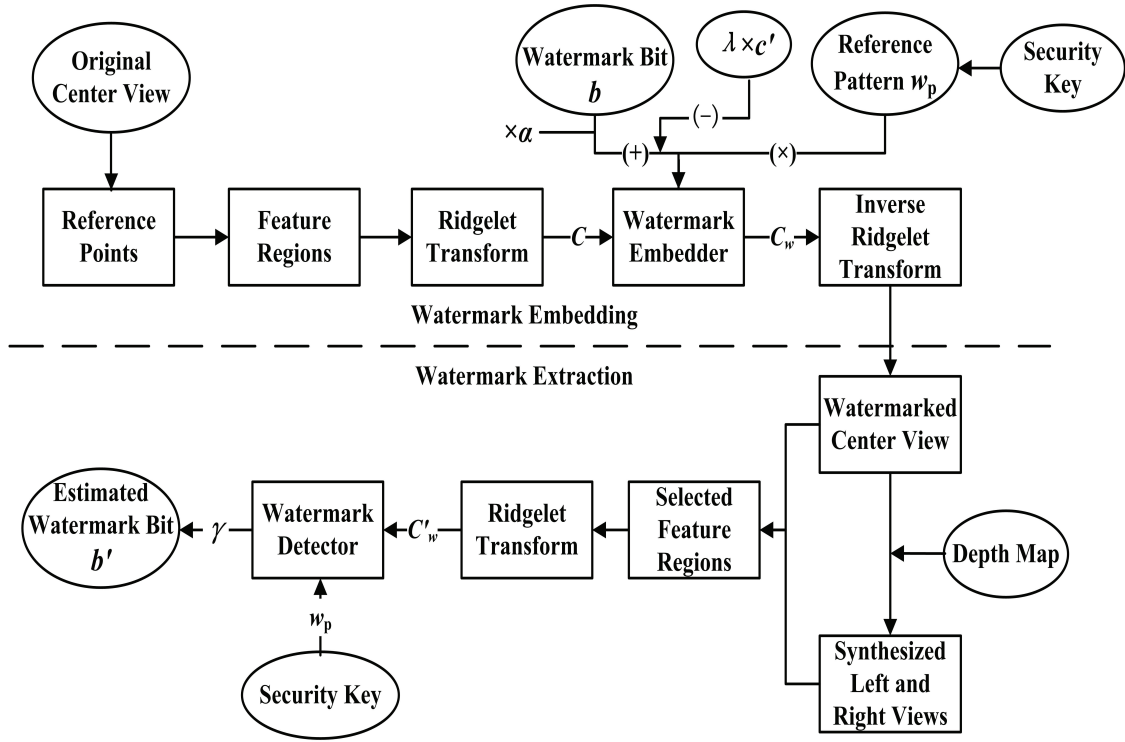 Original
Center View
Watermark Bit
b
λ × c′
Reference
Pattern wp
Security
Key
×α
(−)
(+)
(×)
Reference
Points
Feature
Regions
Ridgelet
Transform
C
Watermark
Embedder
Cw
Inverse
Ridgelet
Transform
Watermark Embedding
Watermark Extraction
Watermarked
Center View
Estimated
Watermark Bit
b′
γ
Watermark
Detector
C′w
Ridgelet
Transform
Selected
Feature
Regions
Depth Map
wp
Security Key
Synthesized
Left and
Right Views